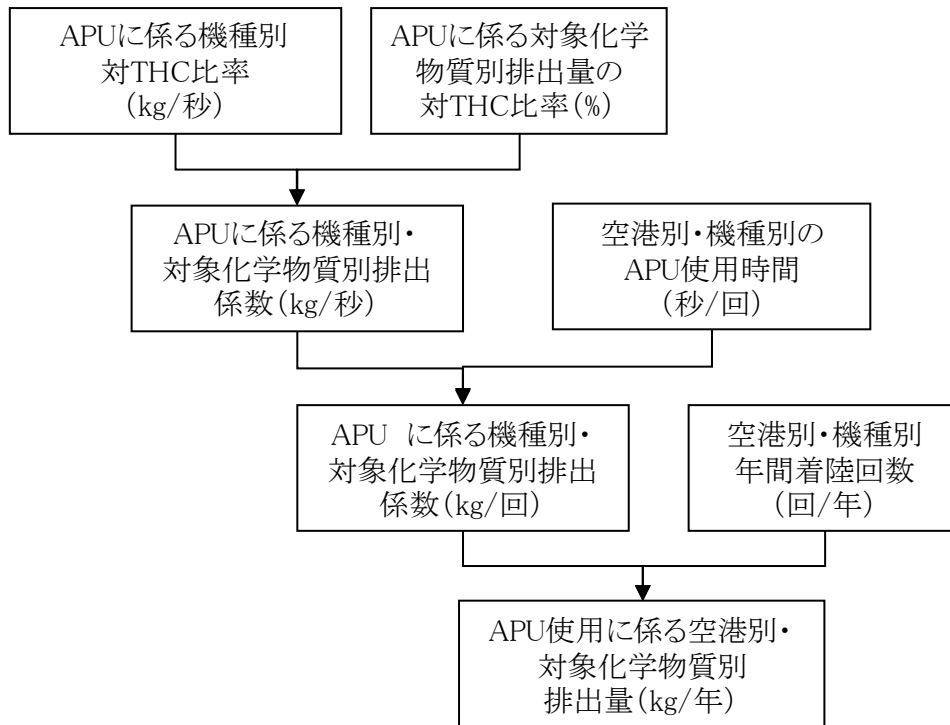 APUに係る機種別
対THC比率
(kg/秒)
APUに係る対象化学
物質別排出量の
対THC比率(%)
APUに係る機種別・
対象化学物質別排出
係数(kg/秒)
空港別・機種別の
APU使用時間
(秒/回)
APU に係る機種別・
対象化学物質別排出
係数(kg/回)
空港別・機種別
年間着陸回数
(回/年)
APU使用に係る空港別・
対象化学物質別
排出量(kg/年)